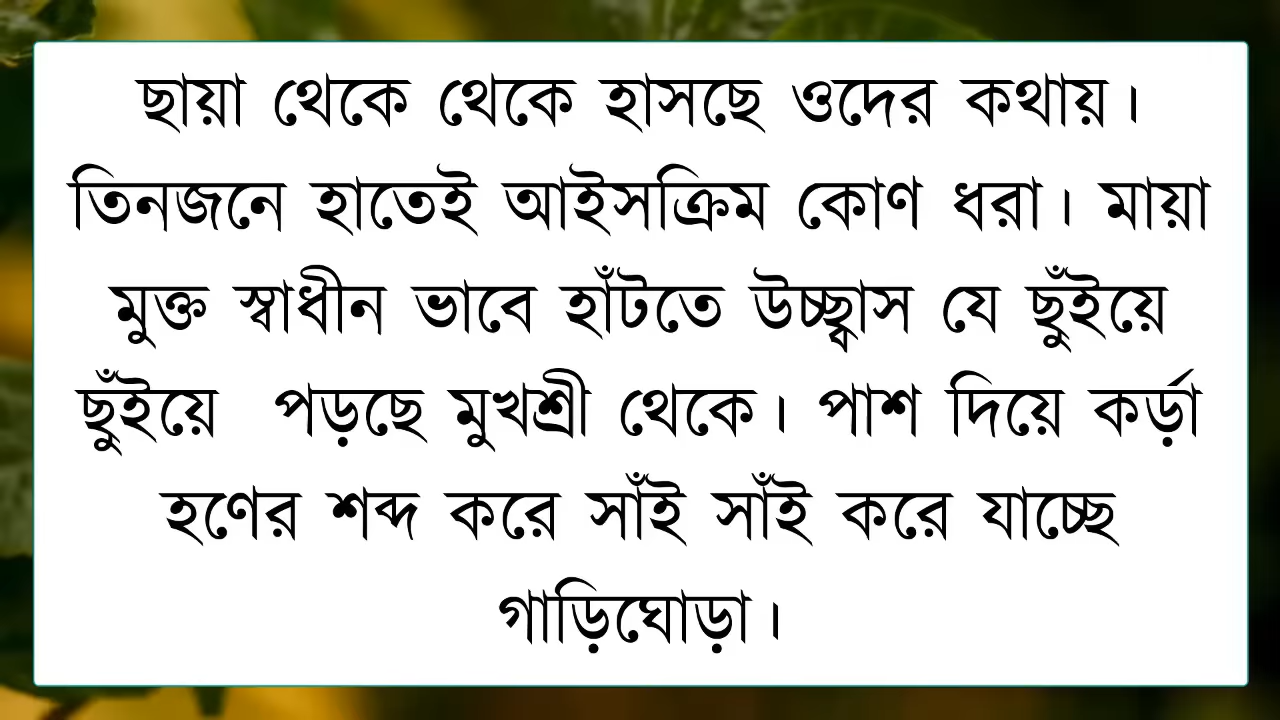 ছায়া থেকে থেকে হাসছে ওদের কথায়।
তিনজনে হাতেই আইসক্রিম কোণ ধরা। মায়া
মুক্ত স্বাধীন ভাবে হাঁটতে উচ্ছ্বাস যে ছুঁইয়ে
ছুঁইয়ে পড়ছে মুখশ্রী থেকে। পাশ দিয়ে কর্ড়া
হণের শব্দ করে সাঁই সাঁই করে যাচ্ছে
গাড়িঘোড়া।